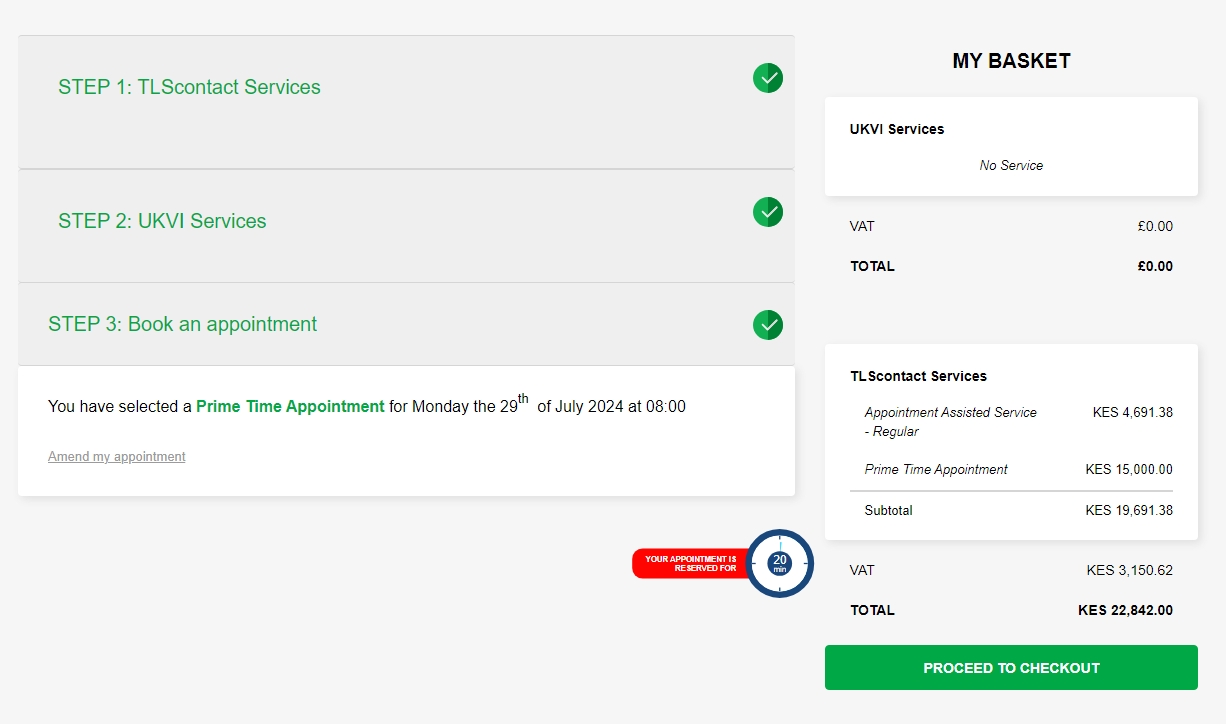 STEP 1: TLScontact Services
STEP 2: UKVI Services
STEP 3: Book an appointment
You have selected a Prime Time Appointment for Monday the 29th of July 2024 at 08:00
Amend my appointment
YOUR APPOINTMENT IS
RESERVED FOR
20
min
MY BASKET
UKVI Services
No Service
VAT £0.00
TOTAL £0.00
TLScontact Services
Appointment Assisted Service KES 4,691.38
- Regular
Prime Time Appointment KES 15,000.00
Subtotal KES 19,691.38
VAT KES 3,150.62
TOTAL KES 22,842.00
PROCEED TO CHECKOUT